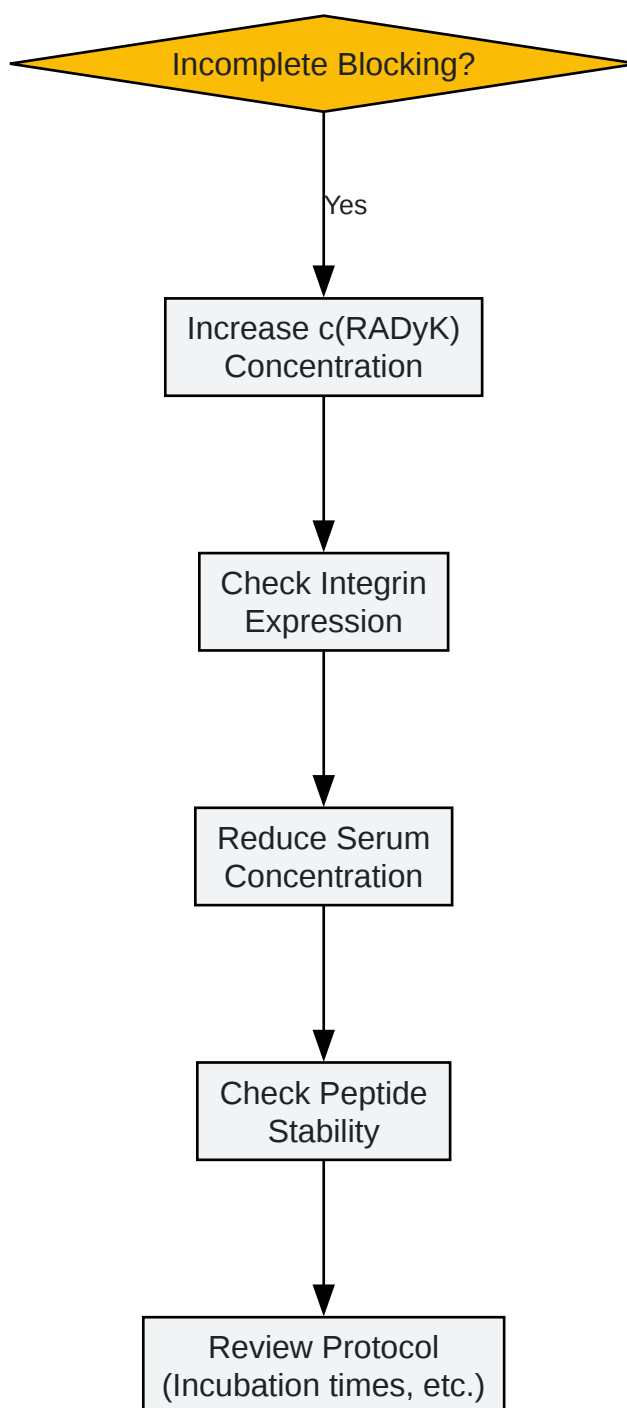 Incomplete Blocking?
Yes
Increase c(RADyK)
Concentration
Check Integrin
Expression
Reduce Serum
Concentration
Check Peptide
Stability
Review Protocol
(Incubation times, etc.)